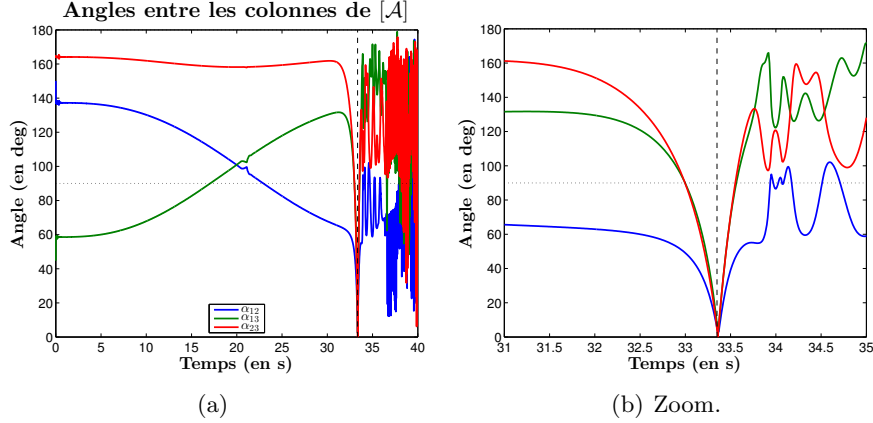 Angles entre les colonnes de [𝒜]
Angle (en deg)
180
160
140
120
100
80
60
40
20
0
α12
α13
α23
0 5 10 15 20 25 30 35 40
Temps (en s)
(a)
Angle (en deg)
180
160
140
120
100
80
60
40
20
0
31 31.5 32 32.5 33 33.5 34 34.5 35
Temps (en s)
(b) Zoom.